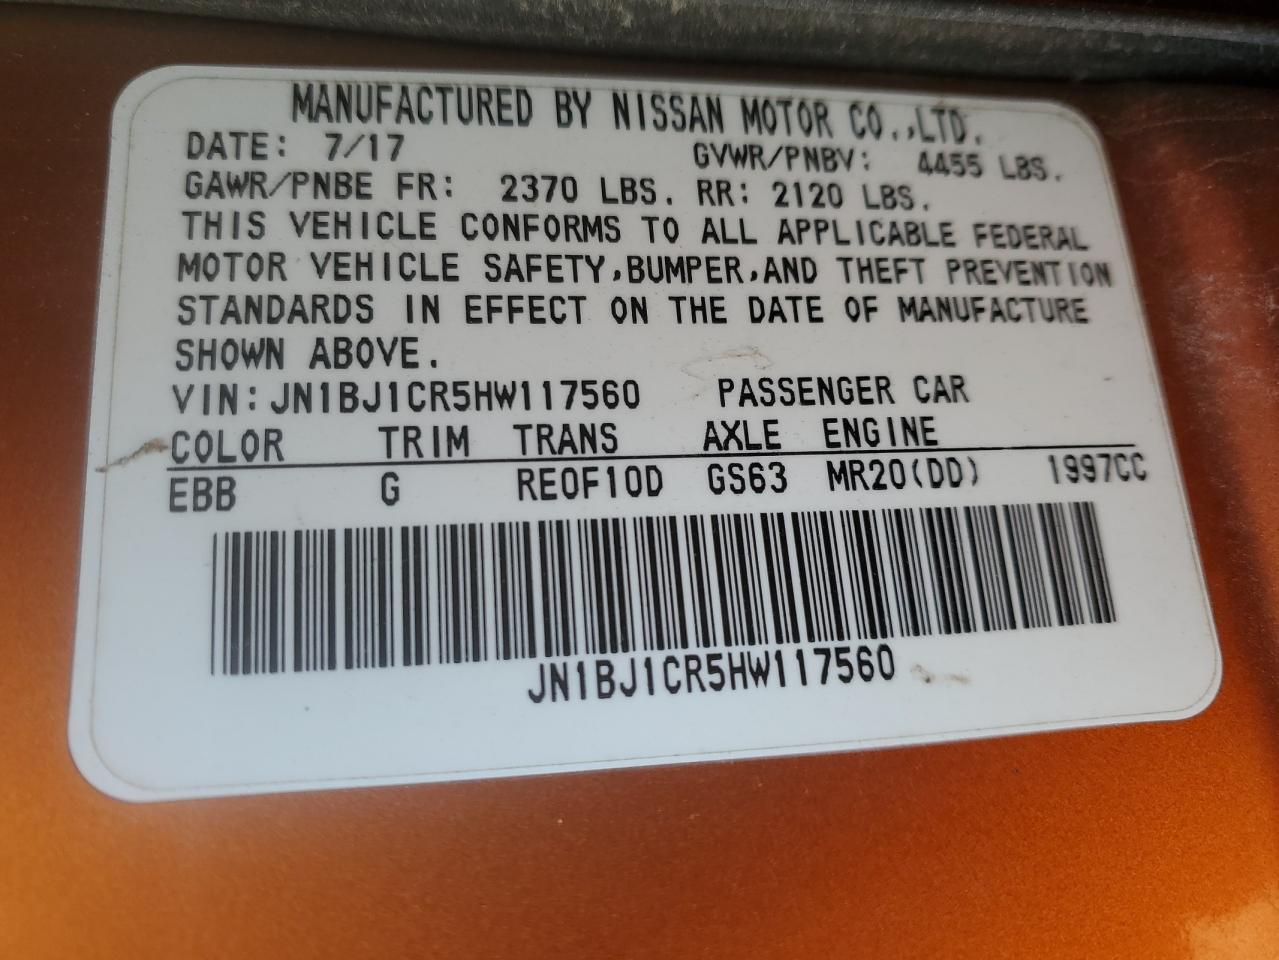 MANUFACTURED BY NISSAN MOTOR CO.,LTD.
DATE: 7/17 GVWR/PNBV: 4455 LBS.
GAWR/PNBE FR: 2370 LBS. RR: 2120 LBS.
THIS VEHICLE CONFORMS TO ALL APPLICABLE FEDERAL
MOTOR VEHICLE SAFETY,BUMPER,AND THEFT PREVENTION
STANDARDS IN EFFECT ON THE DATE OF MANUFACTURE
SHOWN ABOVE.
VIN:JN1BJ1CR5HW117560 PASSENGER CAR
COLOR TRIM TRANS AXLE ENGINE
EBB G RE0F10D GS63 MR20(DD) 1997CC
JN1BJ1CR5HW117560